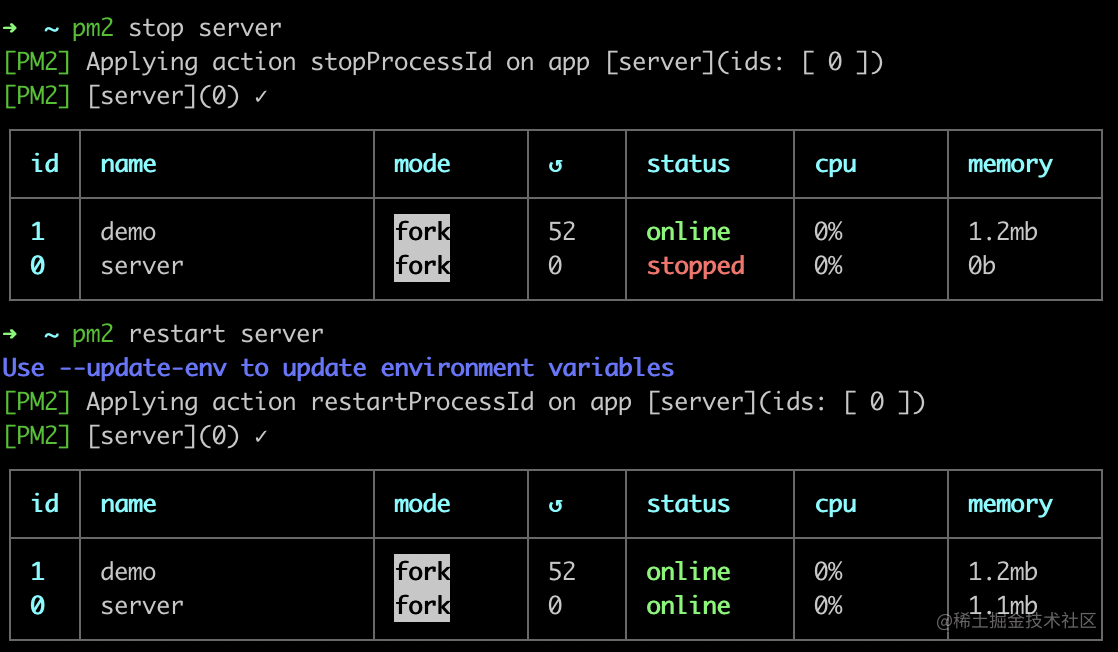 ➜  ~ pm2 stop server
[PM2] Applying action stopProcessId on app [server](ids: [ 0 ])
[PM2] [server](0) ✓
id name mode ↺ status cpu memory
1 demo fork 52 online 0% 1.2mb
0 server fork 0 stopped 0% 0b
➜  ~ pm2 restart server
Use --update-env to update environment variables
[PM2] Applying action restartProcessId on app [server](ids: [ 0 ])
[PM2] [server](0) ✓
id name mode ↺ status cpu memory
1 demo fork 52 online 0% 1.2mb
0 server fork 0 online 0% 1.1mb
@稀土掘金技术社区